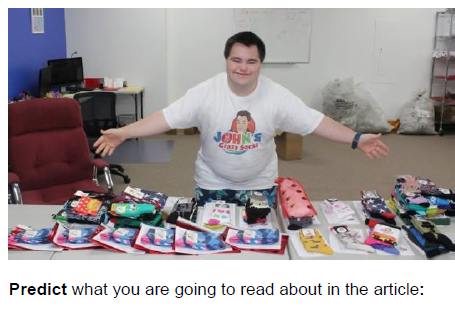 JOHN'S
Crazy Socks
Predict what you are going to read about in the article: